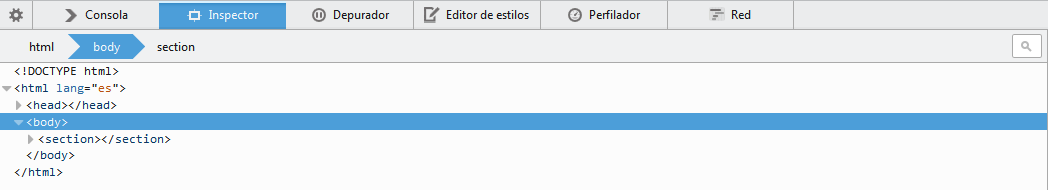 Consola Inspector Depurador Editor de estilos Perfilador Red
html body section
<!DOCTYPE html>
<html lang="es">
<head></head>
<body>
<section></section>
</body>
</html>